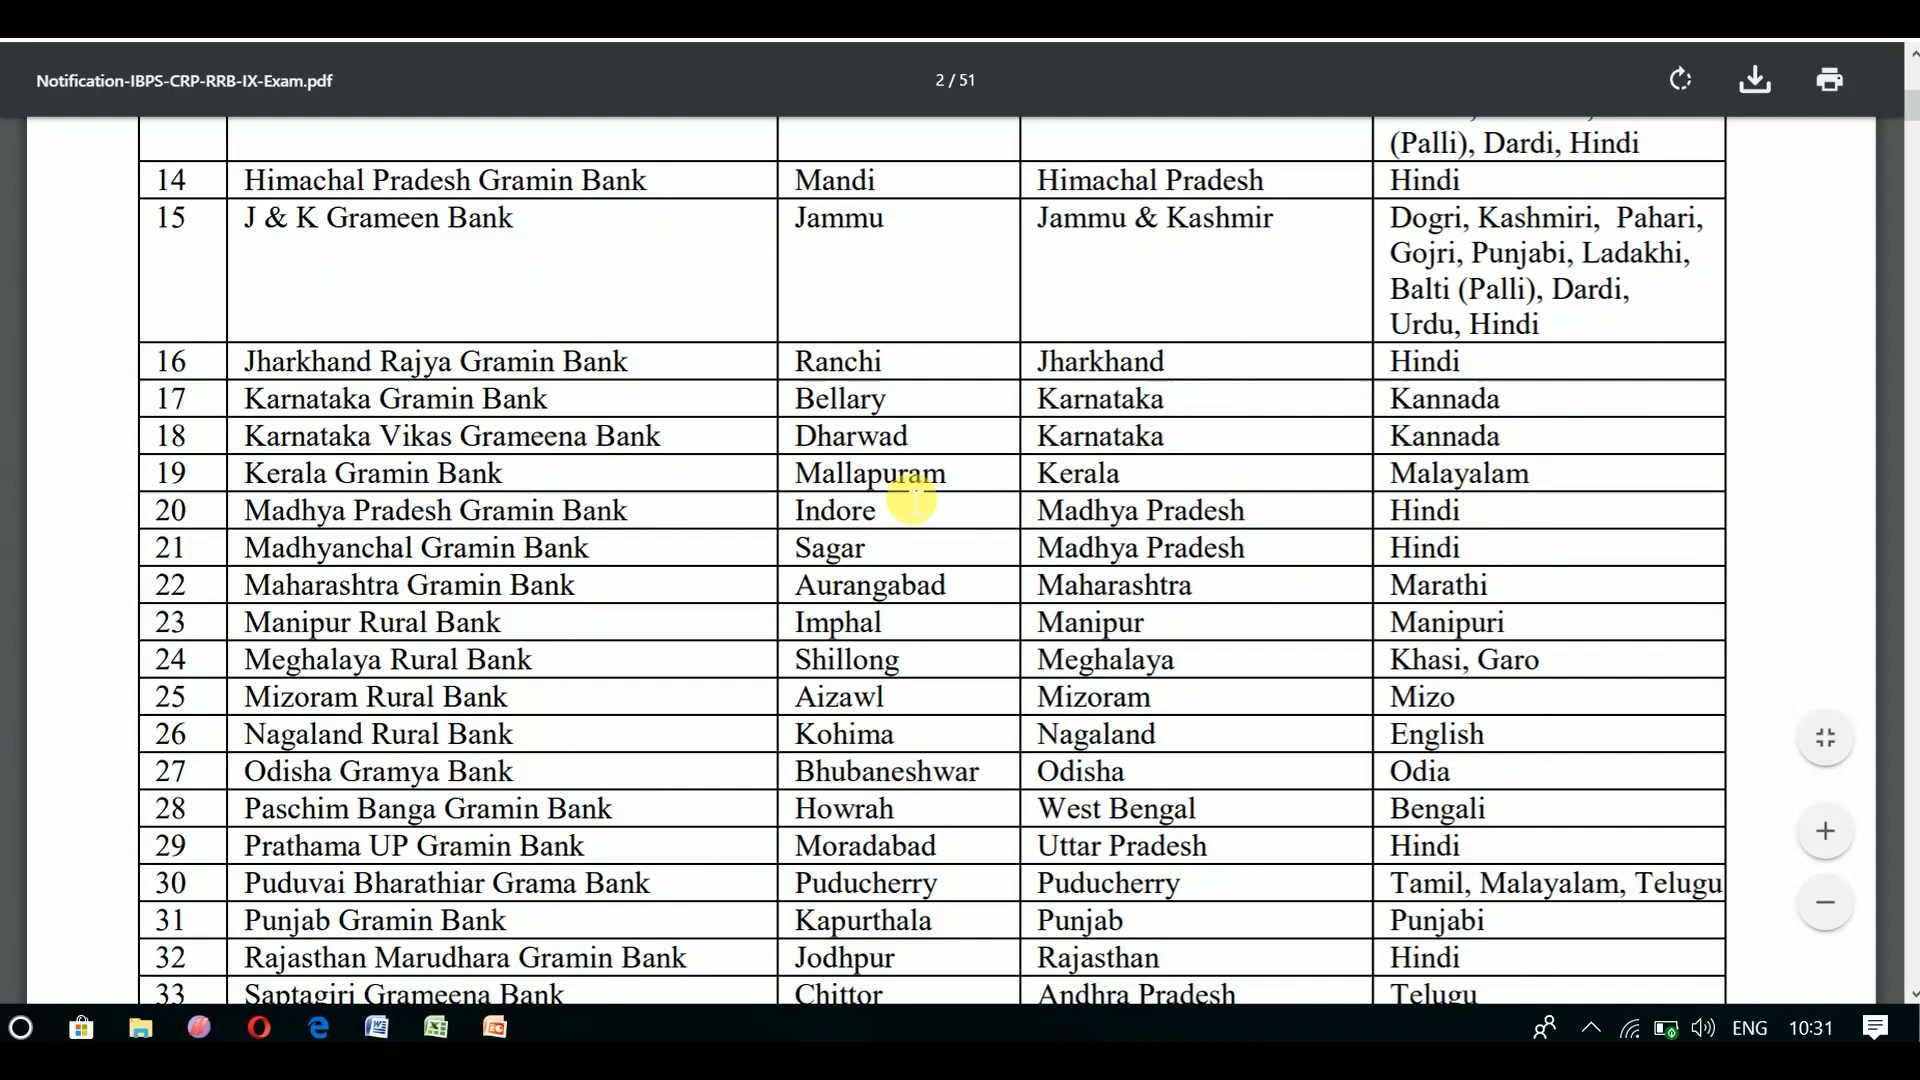 Notification-IBPS-CRP-RRB-IX-Exam.pdf 2 / 51
(Palli), Dardi, Hindi
14 Himachal Pradesh Gramin Bank Mandi Himachal Pradesh Hindi
15 J & K Grameen Bank Jammu Jammu & Kashmir Dogri, Kashmiri, Pahari,
Gojri, Punjabi, Ladakhi,
Balti (Palli), Dardi,
Urdu, Hindi
16 Jharkhand Rajya Gramin Bank Ranchi Jharkhand Hindi
17 Karnataka Gramin Bank Bellary Karnataka Kannada
18 Karnataka Vikas Grameena Bank Dharwad Karnataka Kannada
19 Kerala Gramin Bank Mallapuram Kerala Malayalam
20 Madhya Pradesh Gramin Bank Indore Madhya Pradesh Hindi
21 Madhyanchal Gramin Bank Sagar Madhya Pradesh Hindi
22 Maharashtra Gramin Bank Aurangabad Maharashtra Marathi
23 Manipur Rural Bank Imphal Manipur Manipuri
24 Meghalaya Rural Bank Shillong Meghalaya Khasi, Garo
25 Mizoram Rural Bank Aizawl Mizoram Mizo
26 Nagaland Rural Bank Kohima Nagaland English
27 Odisha Gramya Bank Bhubaneshwar Odisha Odia
28 Paschim Banga Gramin Bank Howrah West Bengal Bengali
29 Prathama UP Gramin Bank Moradabad Uttar Pradesh Hindi
30 Puduvai Bharathiar Grama Bank Puducherry Puducherry Tamil, Malayalam, Telugu
31 Punjab Gramin Bank Kapurthala Punjab Punjabi
32 Rajasthan Marudhara Gramin Bank Jodhpur Rajasthan Hindi
33 Saptagiri Grameena Bank Chittor Andhra Pradesh Telugu
ENG 10:31